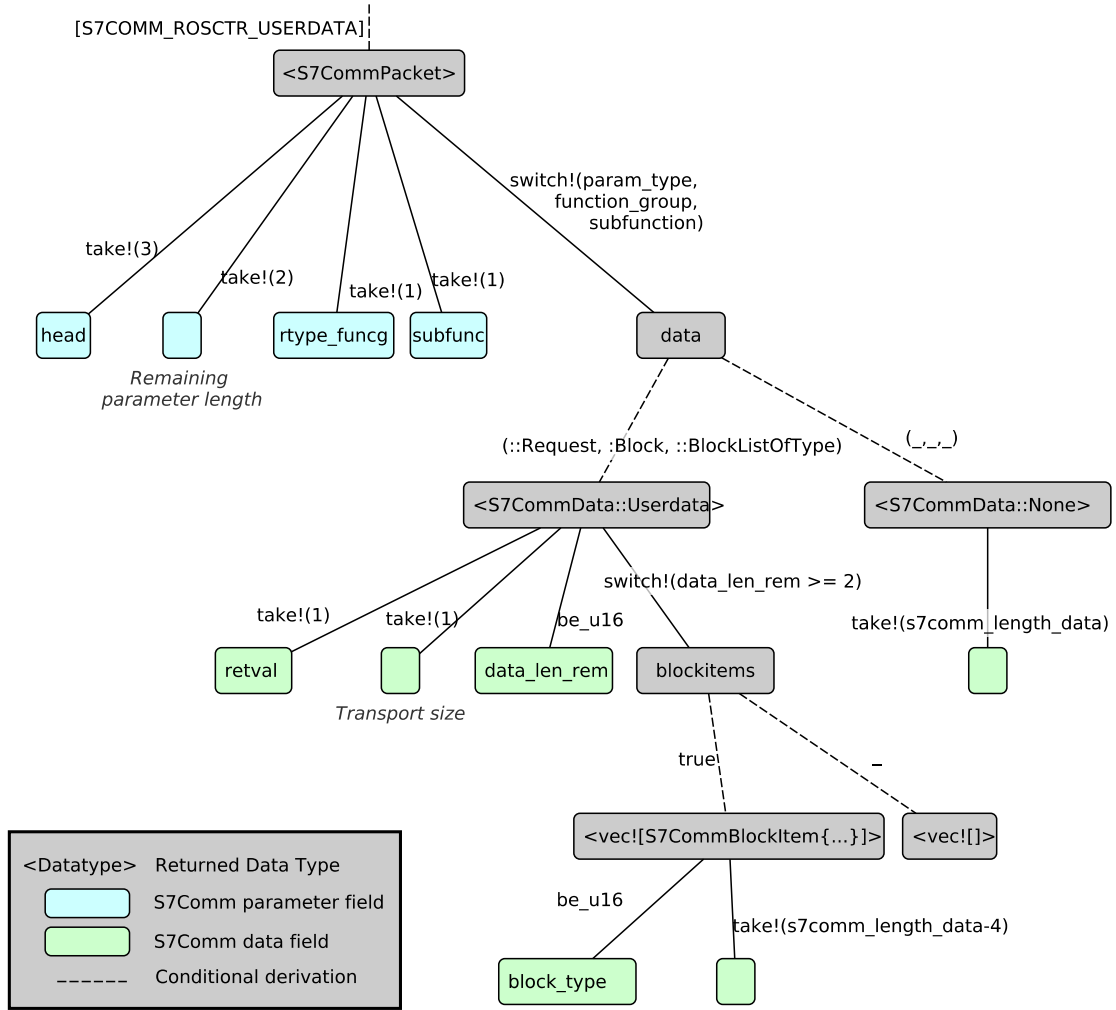 [S7COMM_ROSCTR_USERDATA]
<S7CommPacket>
switch!(param_type,
function_group,
subfunction)
take!(3)
take!(2)
take!(1)
take!(1)
head
rtype_funcg
subfunc
data
Remaining
parameter length
(::Request, :Block, ::BlockListOfType)
(_,_,_)
<S7CommData::Userdata>
<S7CommData::None>
switch!(data_len_rem >= 2)
take!(1)
take!(1)
be_u16
take!(s7comm_length_data)
retval
data_len_rem
blockitems
Transport size
true
_
<vec![S7CommBlockItem{...}]>
<vec![]>
<Datatype> Returned Data Type
S7Comm parameter field
S7Comm data field
Conditional derivation
be_u16
take!(s7comm_length_data-4)
block_type